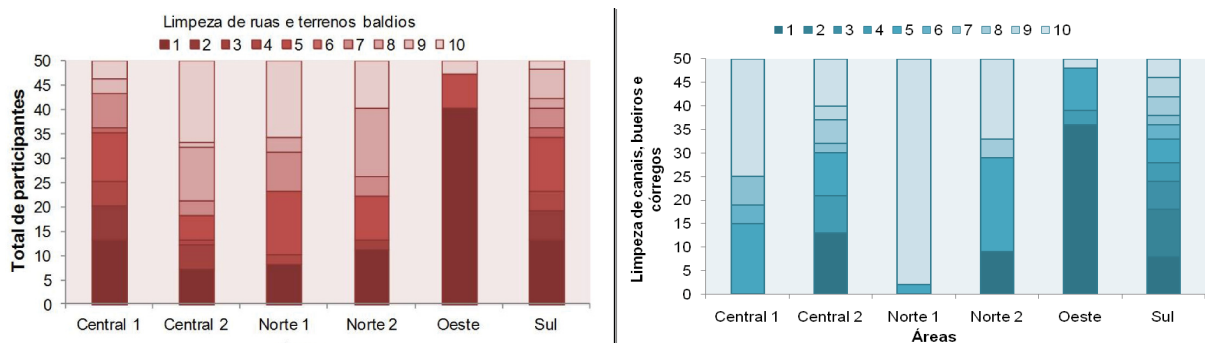 Limpeza de ruas e terrenos baldios
1 2 3 4 5 6 7 8 9 10
Total de participantes
50
45
40
35
30
25
20
15
10
5
0
Central 1 Central 2 Norte 1 Norte 2 Oeste Sul
1 2 3 4 5 6 7 8 9 10
Limpeza de canais, bueiros e
córregos
50
45
40
35
30
25
20
15
10
5
0
Central 1 Central 2 Norte 1 Norte 2 Oeste Sul
Áreas